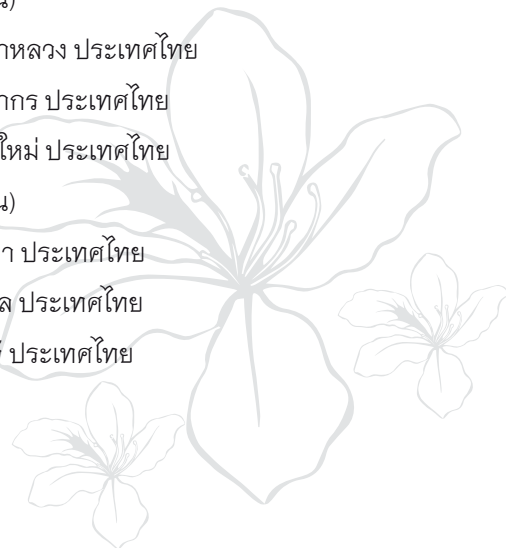 น)
าหลวง ประเทศไทย
ากร ประเทศไทย
ใหม่ ประเทศไทย
น)
า ประเทศไทย
ล ประเทศไทย
ประเทศไทย